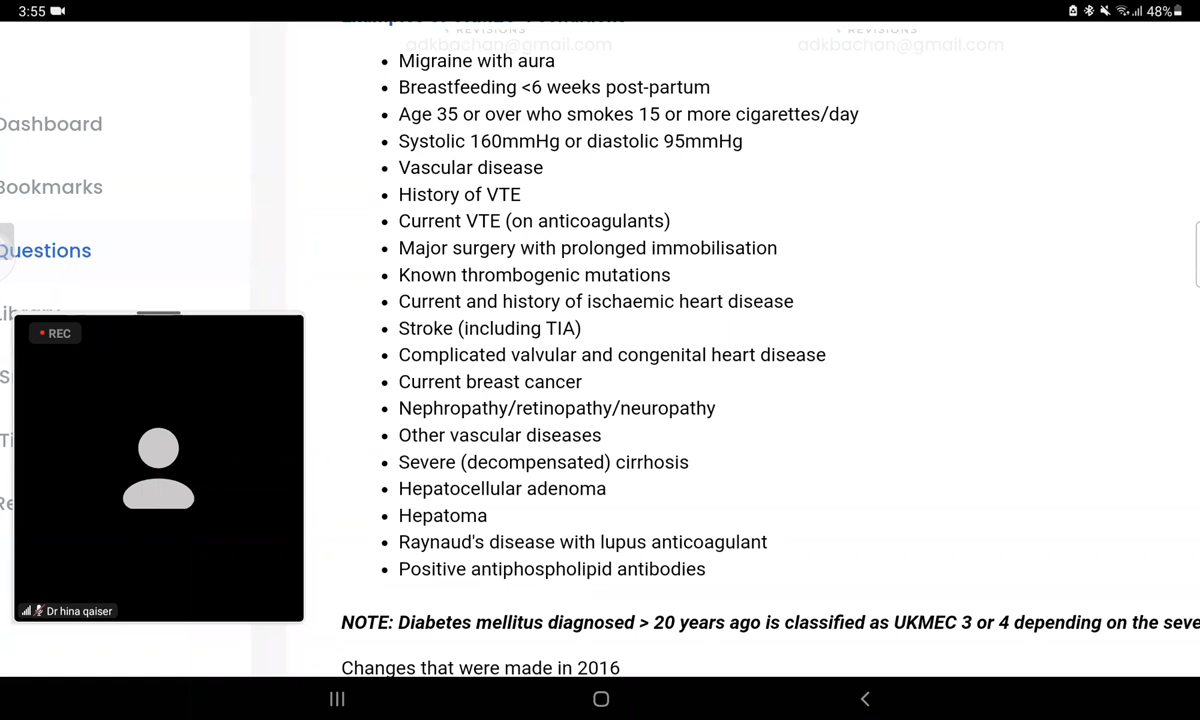 3:55
48%
REVISIONS
REVISIONS
adkbachan@gmail.com
adkbachan@gmail.com
Migraine with aura
Breastfeeding <6 weeks post-partum
Age 35 or over who smokes 15 or more cigarettes/day
Dashboard
Systolic 160mmHg or diastolic 95mmHg
Vascular disease
Bookmarks
History of VTE
Current VTE (on anticoagulants)
Questions
Major surgery with prolonged immobilisation
Known thrombogenic mutations
Current and history of ischaemic heart disease
REC
Stroke (including TIA)
Complicated valvular and congenital heart disease
Current breast cancer
Nephropathy/retinopathy/neuropathy
Other vascular diseases
Severe (decompensated) cirrhosis
Hepatocellular adenoma
Hepatoma
Raynaud's disease with lupus anticoagulant
Positive antiphospholipid antibodies
Dr hina qaiser
NOTE: Diabetes mellitus diagnosed > 20 years ago is classified as UKMEC 3 or 4 depending on the seve
Changes that were made in 2016